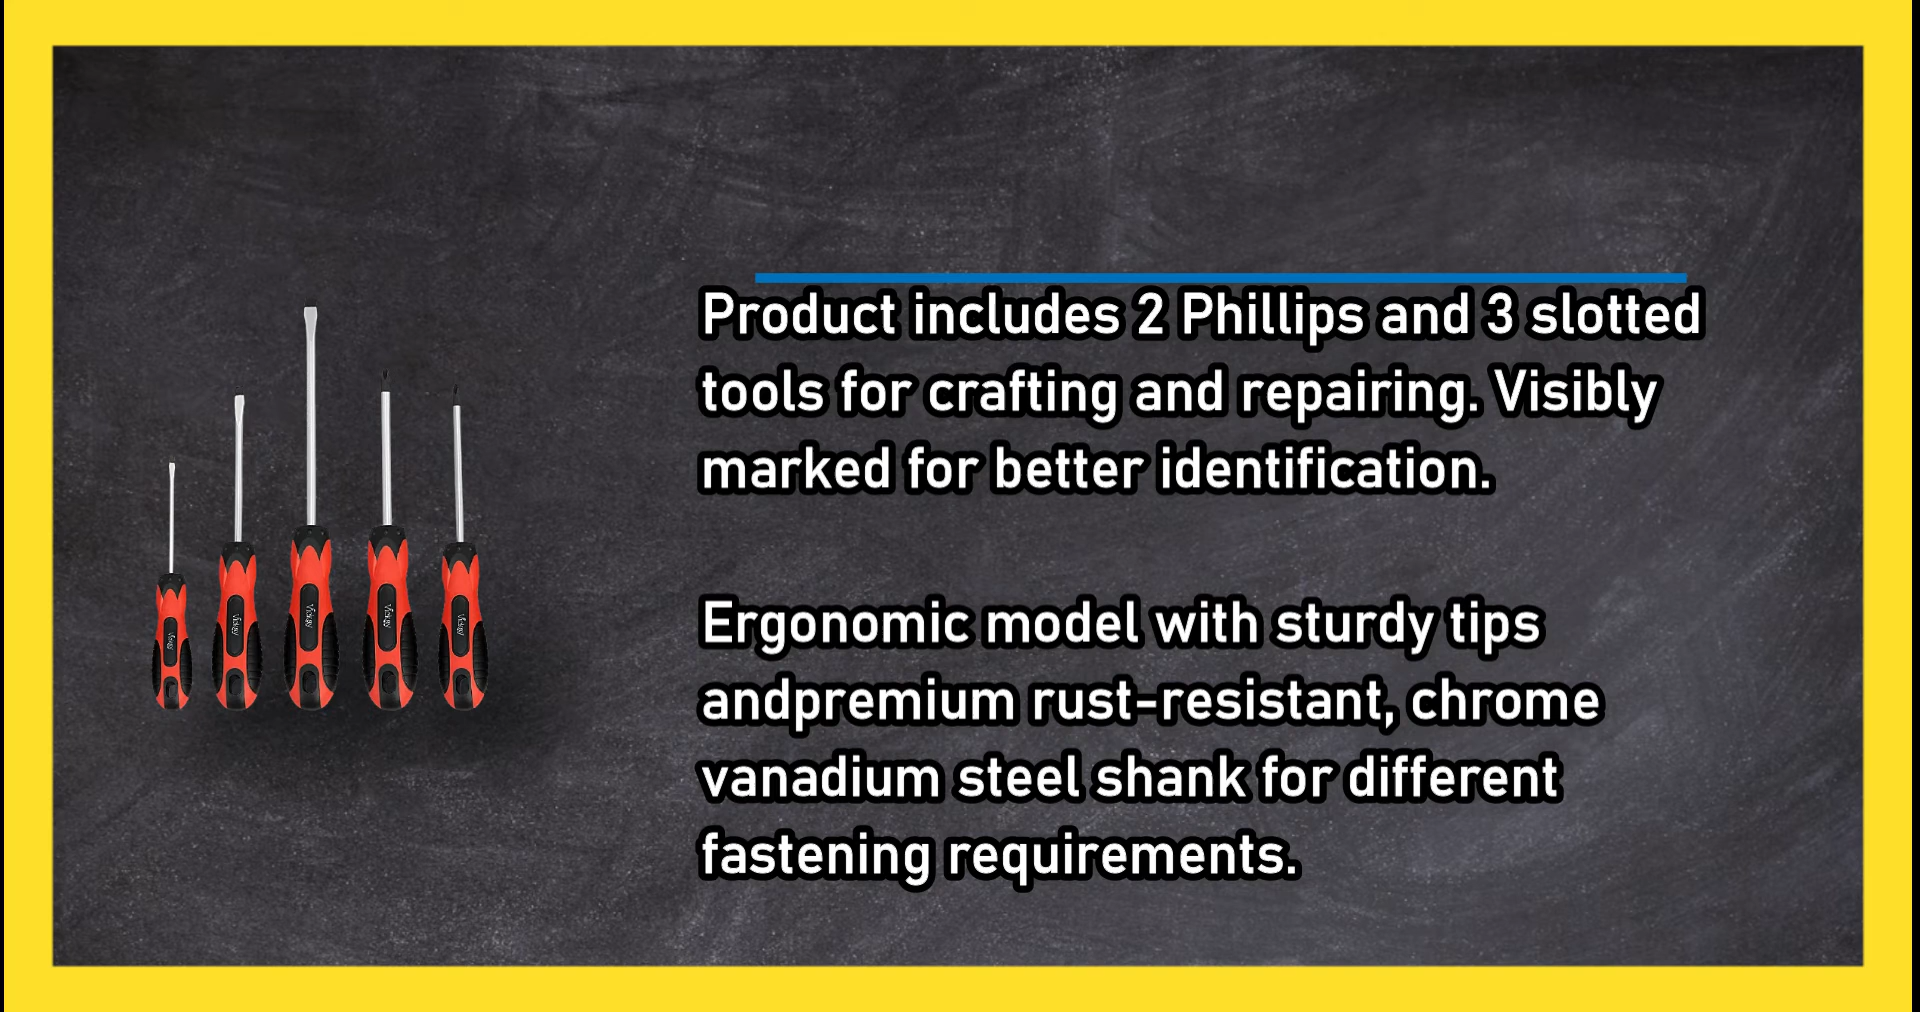 Product includes 2 Phillips and 3 slotted
tools for crafting and repairing. Visibly
marked for better identification.
Ergonomic model with sturdy tips
andpremium rust-resistant, chrome
vanadium steel shank for different
fastening requirements.